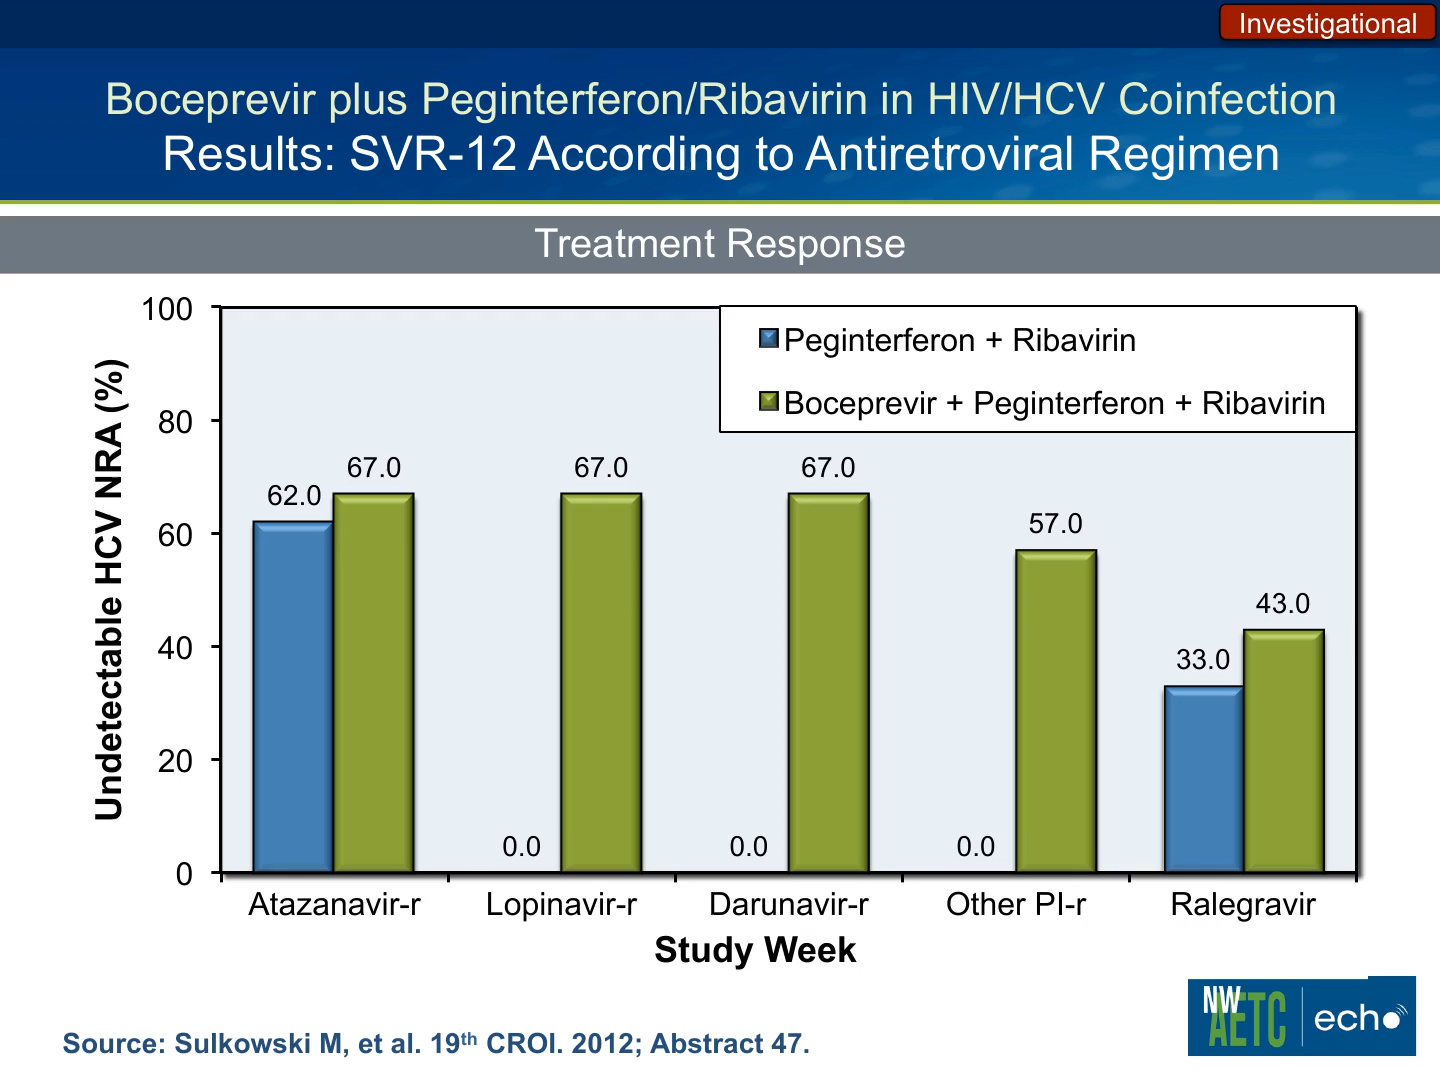 Investigational
Boceprevir plus Peginterferon/Ribavirin in HIV/HCV Coinfection
Results: SVR-12 According to Antiretroviral Regimen
Treatment Response
Undetectable HCV NRA (%)
100
80
60
40
20
0
Peginterferon + Ribavirin
Boceprevir + Peginterferon + Ribavirin
62.0
67.0
0.0
67.0
0.0
67.0
0.0
57.0
33.0
43.0
Atazanavir-r
Lopinavir-r
Darunavir-r
Other PI-r
Ralegravir
Study Week
Source: Sulkowski M, et al. 19th CROI. 2012; Abstract 47.
NW
AETC
echo